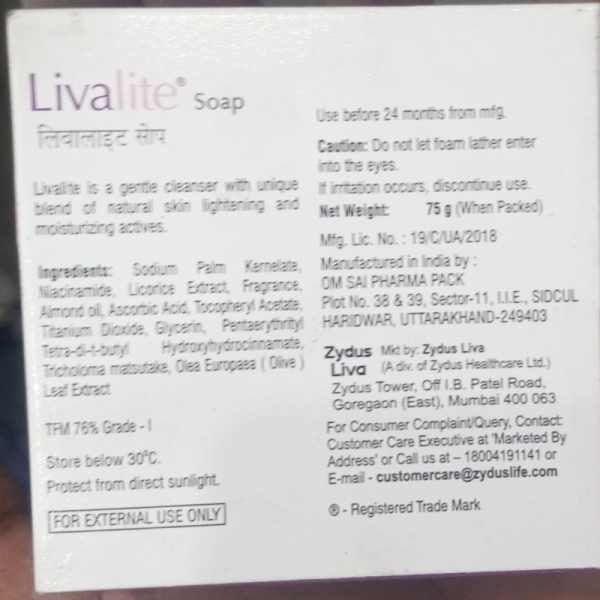 Livalite® Soap
लिवालाइट सोप
Livalite is a gentle cleanser with unique
blend of natural skin lightening and
moisturizing actives.
Ingredients: Sodium Palm Kernelate,
Niacinamide, Licorice Extract, Fragrance,
Almond oil, Ascorbic Acid, Tocopheryl Acetate,
Titanium Dioxide, Glycerin, Pentaerythrityl
Tetra-di-t-butyl Hydroxyhydrocinnamate,
Tricholoma matsutake, Olea Europaea ( Olive )
Leaf Extract
TFM 76% Grade - I
Store below 30°C.
Protect from direct sunlight.
FOR EXTERNAL USE ONLY
Use before 24 months from mfg.
Caution: Do not let foam lather enter
into the eyes.
If irritation occurs, discontinue use.
Net Weight: 75 g (When Packed)
Mfg. Lic. No. : 19/C/UA/2018
Manufactured in India by :
OM SAI PHARMA PACK
Plot No. 38 & 39, Sector-11, I.I.E., SIDCUL
HARIDWAR, UTTARAKHAND-249403
Zydus Mkt by: Zydus Liva
Liva (A div. of Zydus Healthcare Ltd.)
Zydus Tower, Off I.B. Patel Road,
Goregaon (East), Mumbai 400 063
For Consumer Complaint/Query, Contact:
Customer Care Executive at 'Marketed By
Address' or Call us at – 18004191141 or
E-mail - customercare@zyduslife.com
® - Registered Trade Mark